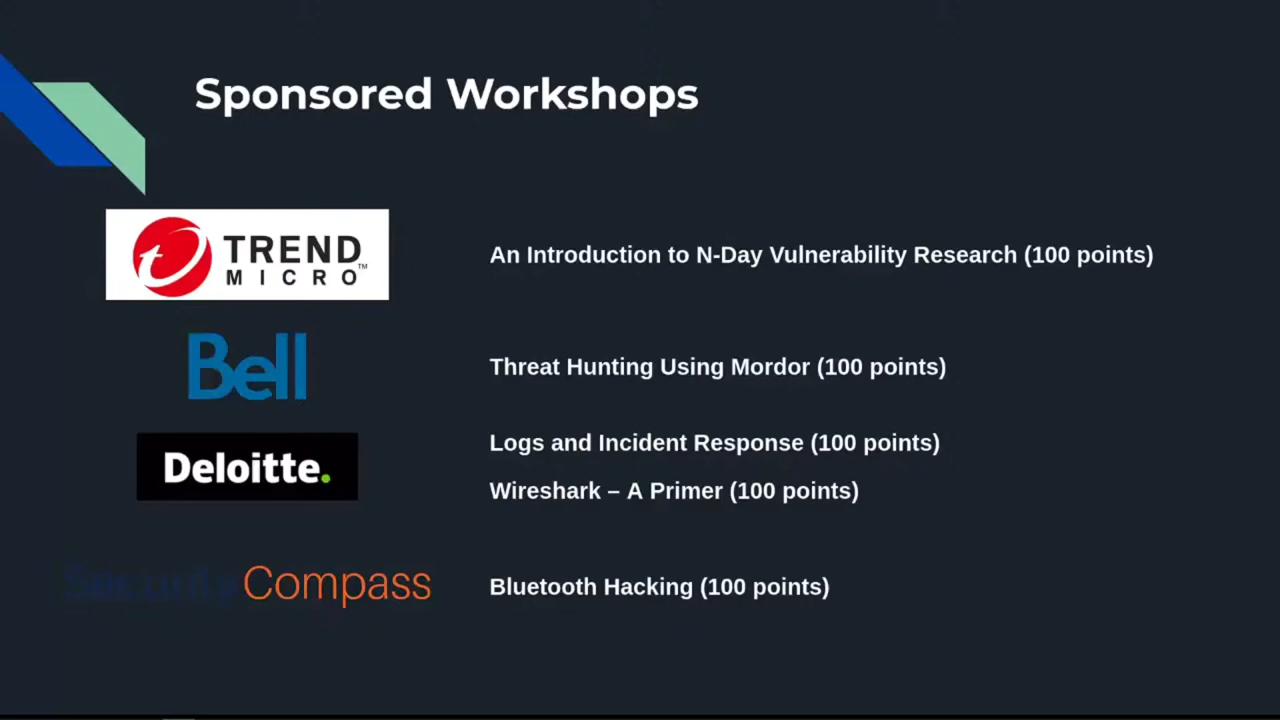 Sponsored Workshops
TREND
MICRO™
An Introduction to N-Day Vulnerability Research (100 points)
Bell
Threat Hunting Using Mordor (100 points)
Deloitte.
Logs and Incident Response (100 points)
Wireshark – A Primer (100 points)
Security Compass
Bluetooth Hacking (100 points)